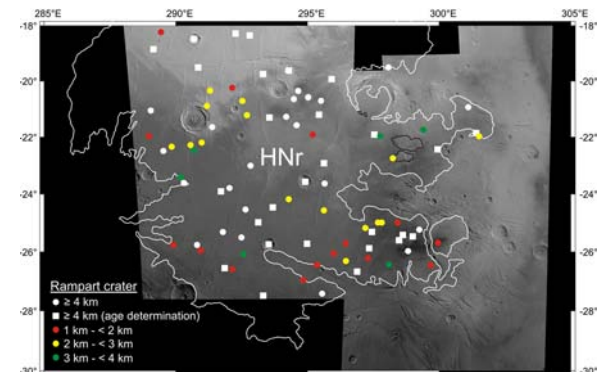 285°E 290°E 295°E 300°E 305°E
-18° -18°
-20° -20°
-22° -22°
HNr
-24° -24°
-26° -26°
Rampart crater
≥ 4 km
-28° ≥ 4 km (age determination) -28°
1 km - < 2 km
2 km - < 3 km
3 km - < 4 km
-30° -30°